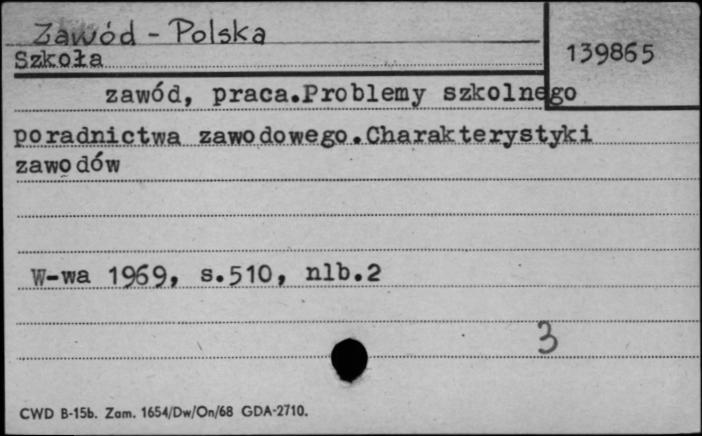 Zawód - Polska
Szkoła
139865
zawód, praca.Problemy szkolnego
poradnictwa zawodowego.Charakterystyki
zawodów
W-wa 1969, s.510, nlb.2
3
CWD B-15b. Zam. 1654/Dw/On/68 GDA-2710.